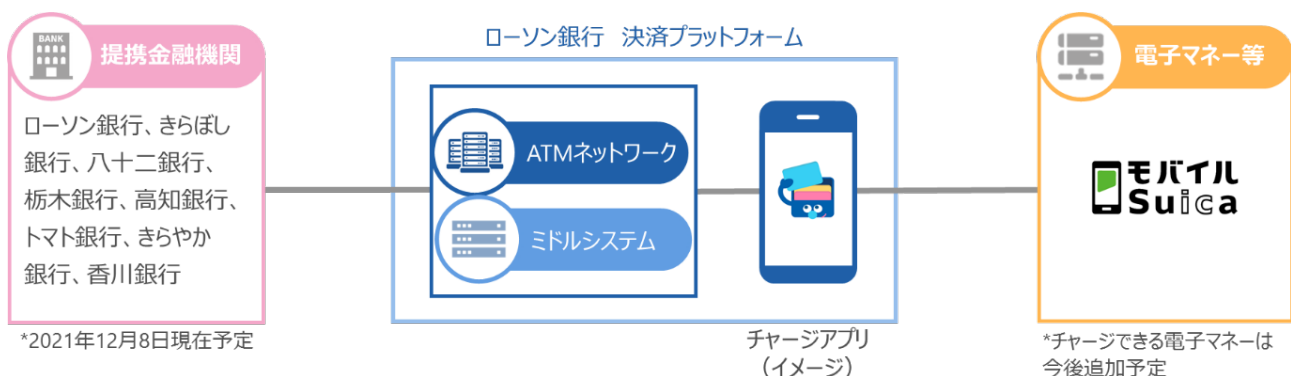 BANK
提携金融機関
ローソン銀行、きらぼし
銀行、八十二銀行、
栃木銀行、高知銀行、
トマト銀行、きらやか
銀行、香川銀行
*2021年12月8日現在予定
ローソン銀行　決済プラットフォーム
ATMネットワーク
ミドルシステム
チャージアプリ
（イメージ）
電子マネー等
モバイル
Suica
*チャージできる電子マネーは
今後追加予定